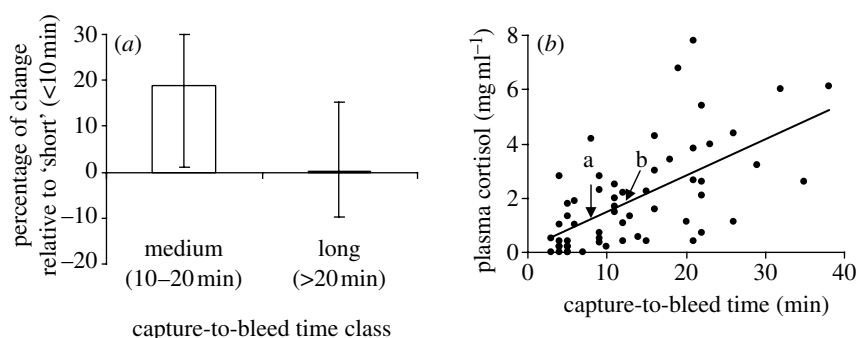 (a)
percentage of change
relative to 'short' (<10 min)
30
20
10
0
−10
−20
medium
(10–20 min)
long
(>20 min)
capture-to-bleed time class
(b)
plasma cortisol (mg ml−1)
8
6
4
2
0
a
b
0
10
20
30
40
capture-to-bleed time (min)